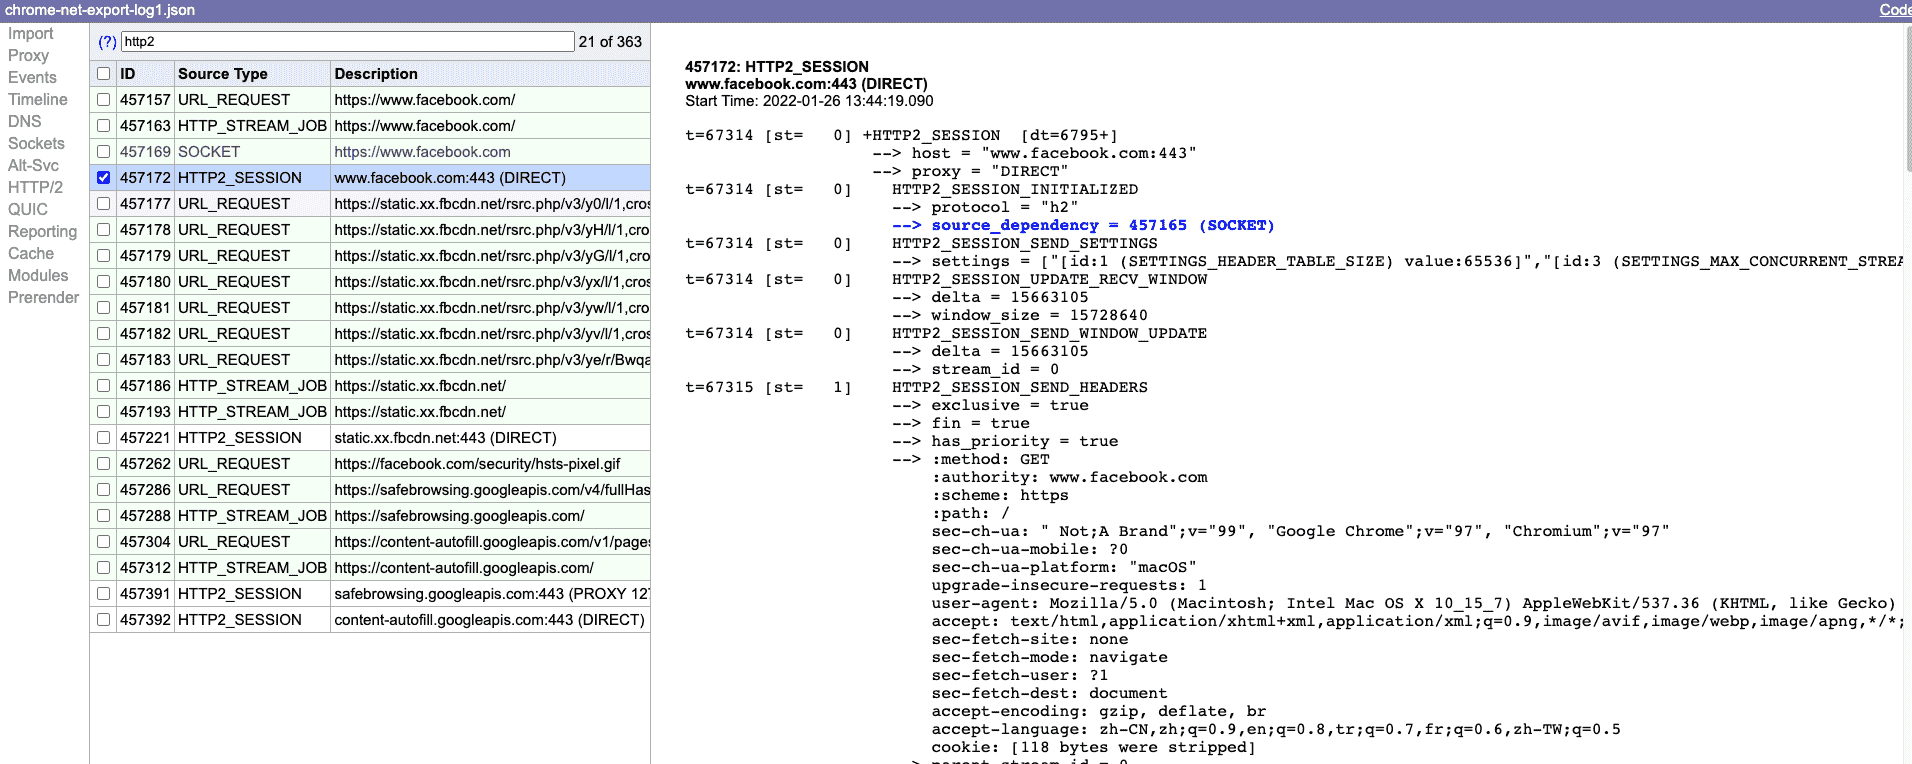 chrome-net-export-log1.json
Code
Import
Proxy
Events
Timeline
DNS
Sockets
Alt-Svc
HTTP/2
QUIC
Reporting
Cache
Modules
Prerender
(?) http2 21 of 363
ID Source Type Description
457157 URL_REQUEST https://www.facebook.com/
457163 HTTP_STREAM_JOB https://www.facebook.com/
457169 SOCKET https://www.facebook.com
457172 HTTP2_SESSION www.facebook.com:443 (DIRECT)
457177 URL_REQUEST https://static.xx.fbcdn.net/rsrc.php/v3/y0/l/1,cros
457178 URL_REQUEST https://static.xx.fbcdn.net/rsrc.php/v3/yH/l/1,cro
457179 URL_REQUEST https://static.xx.fbcdn.net/rsrc.php/v3/yG/l/1,cro
457180 URL_REQUEST https://static.xx.fbcdn.net/rsrc.php/v3/yx/l/1,cros
457181 URL_REQUEST https://static.xx.fbcdn.net/rsrc.php/v3/yw/l/1,cro
457182 URL_REQUEST https://static.xx.fbcdn.net/rsrc.php/v3/yv/l/1,cros
457183 URL_REQUEST https://static.xx.fbcdn.net/rsrc.php/v3/ye/r/Bwqa
457186 HTTP_STREAM_JOB https://static.xx.fbcdn.net/
457193 HTTP_STREAM_JOB https://static.xx.fbcdn.net/
457221 HTTP2_SESSION static.xx.fbcdn.net:443 (DIRECT)
457262 URL_REQUEST https://facebook.com/security/hsts-pixel.gif
457286 URL_REQUEST https://safebrowsing.googleapis.com/v4/fullHas
457288 HTTP_STREAM_JOB https://safebrowsing.googleapis.com/
457304 URL_REQUEST https://content-autofill.googleapis.com/v1/pages
457312 HTTP_STREAM_JOB https://content-autofill.googleapis.com/
457391 HTTP2_SESSION safebrowsing.googleapis.com:443 (PROXY 127
457392 HTTP2_SESSION content-autofill.googleapis.com:443 (DIRECT)
457172: HTTP2_SESSION
www.facebook.com:443 (DIRECT)
Start Time: 2022-01-26 13:44:19.090
t=67314 [st=   0] +HTTP2_SESSION  [dt=6795+]
--> host = "www.facebook.com:443"
--> proxy = "DIRECT"
t=67314 [st=   0]    HTTP2_SESSION_INITIALIZED
--> protocol = "h2"
--> source_dependency = 457165 (SOCKET)
t=67314 [st=   0]    HTTP2_SESSION_SEND_SETTINGS
--> settings = ["[id:1 (SETTINGS_HEADER_TABLE_SIZE) value:65536]","[id:3 (SETTINGS_MAX_CONCURRENT_STREA
t=67314 [st=   0]    HTTP2_SESSION_UPDATE_RECV_WINDOW
--> delta = 15663105
--> window_size = 15728640
t=67314 [st=   0]    HTTP2_SESSION_SEND_WINDOW_UPDATE
--> delta = 15663105
--> stream_id = 0
t=67315 [st=   1]    HTTP2_SESSION_SEND_HEADERS
--> exclusive = true
--> fin = true
--> has_priority = true
--> :method: GET
:authority: www.facebook.com
:scheme: https
:path: /
sec-ch-ua: " Not;A Brand";v="99", "Google Chrome";v="97", "Chromium";v="97"
sec-ch-ua-mobile: ?0
sec-ch-ua-platform: "macOS"
upgrade-insecure-requests: 1
user-agent: Mozilla/5.0 (Macintosh; Intel Mac OS X 10_15_7) AppleWebKit/537.36 (KHTML, like Gecko)
accept: text/html,application/xhtml+xml,application/xml;q=0.9,image/avif,image/webp,image/apng,*/*;
sec-fetch-site: none
sec-fetch-mode: navigate
sec-fetch-user: ?1
sec-fetch-dest: document
accept-encoding: gzip, deflate, br
accept-language: zh-CN,zh;q=0.9,en;q=0.8,tr;q=0.7,fr;q=0.6,zh-TW;q=0.5
cookie: [118 bytes were stripped]
--> parent_stream_id = 0